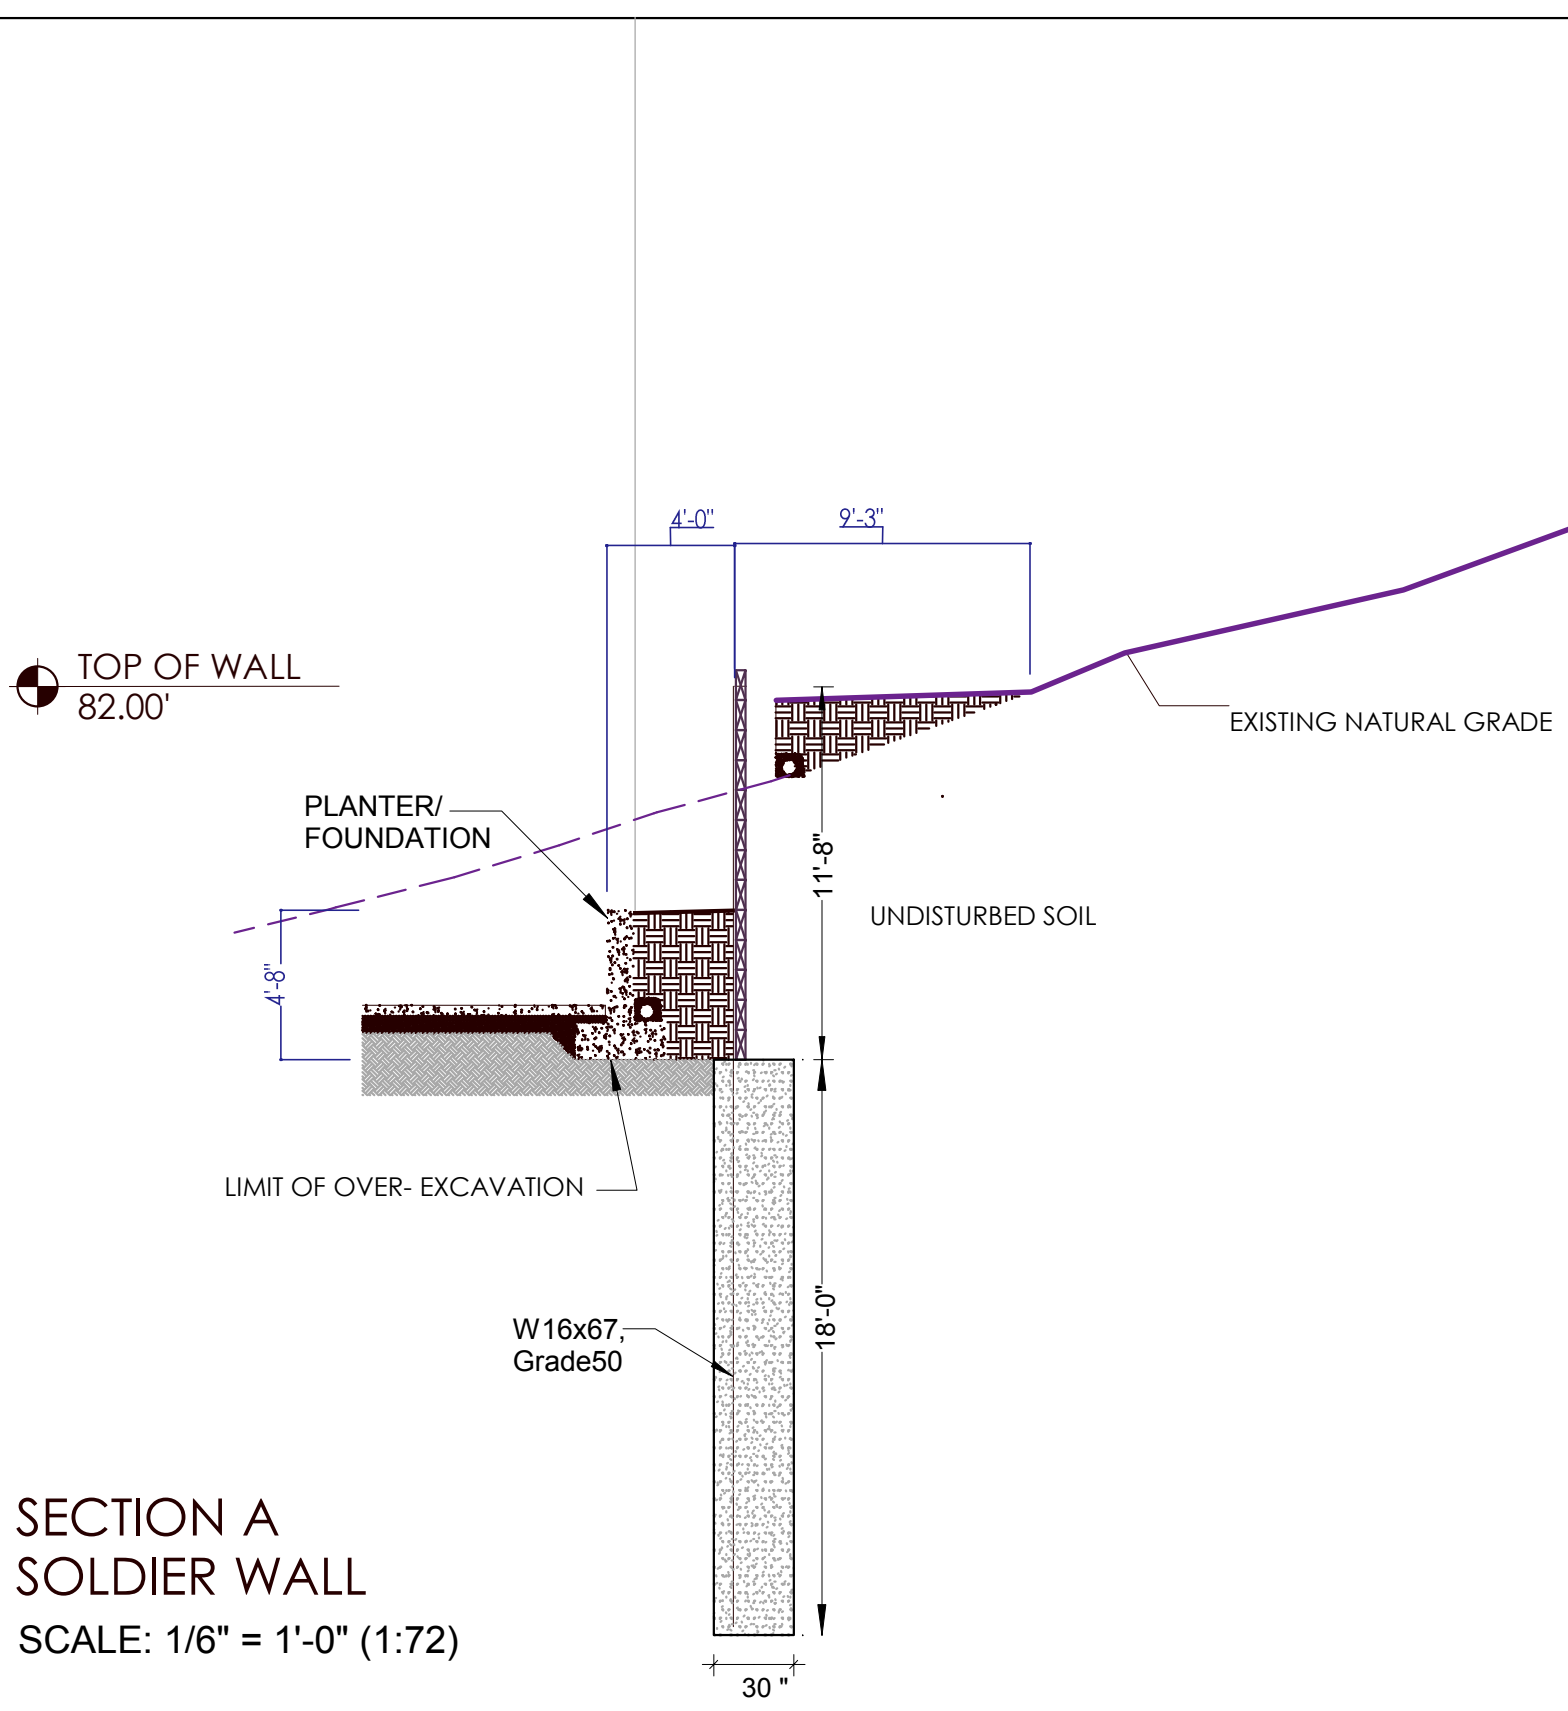 4'-0"
9'-3"
TOP OF WALL
82.00'
EXISTING NATURAL GRADE
PLANTER/
FOUNDATION
11'-8"
UNDISTURBED SOIL
4'-8"
LIMIT OF OVER- EXCAVATION
W16x67,
Grade50
18'-0"
SECTION A
SOLDIER WALL
SCALE: 1/6" = 1'-0" (1:72)
30 "